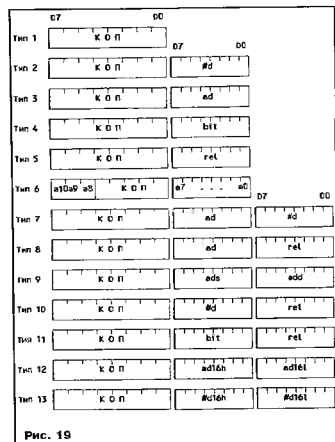 D7 D0
Тип 1 К О П
D7 D0
Тип 2 К О П #d
Тип 3 К О П ad
Тип 4 К О П bit
Тип 5 К О П rel
Тип 6 a10a9 a8 К О П a7 . . . a0
D7 D0
Тип 7 К О П ad #d
Тип 8 К О П ad rel
Тип 9 К О П ads add
Тип 10 К О П #d rel
Тип 11 К О П bit rel
Тип 12 К О П ad16h ad16l
Тип 13 К О П #d16h #d16l
Рис. 19